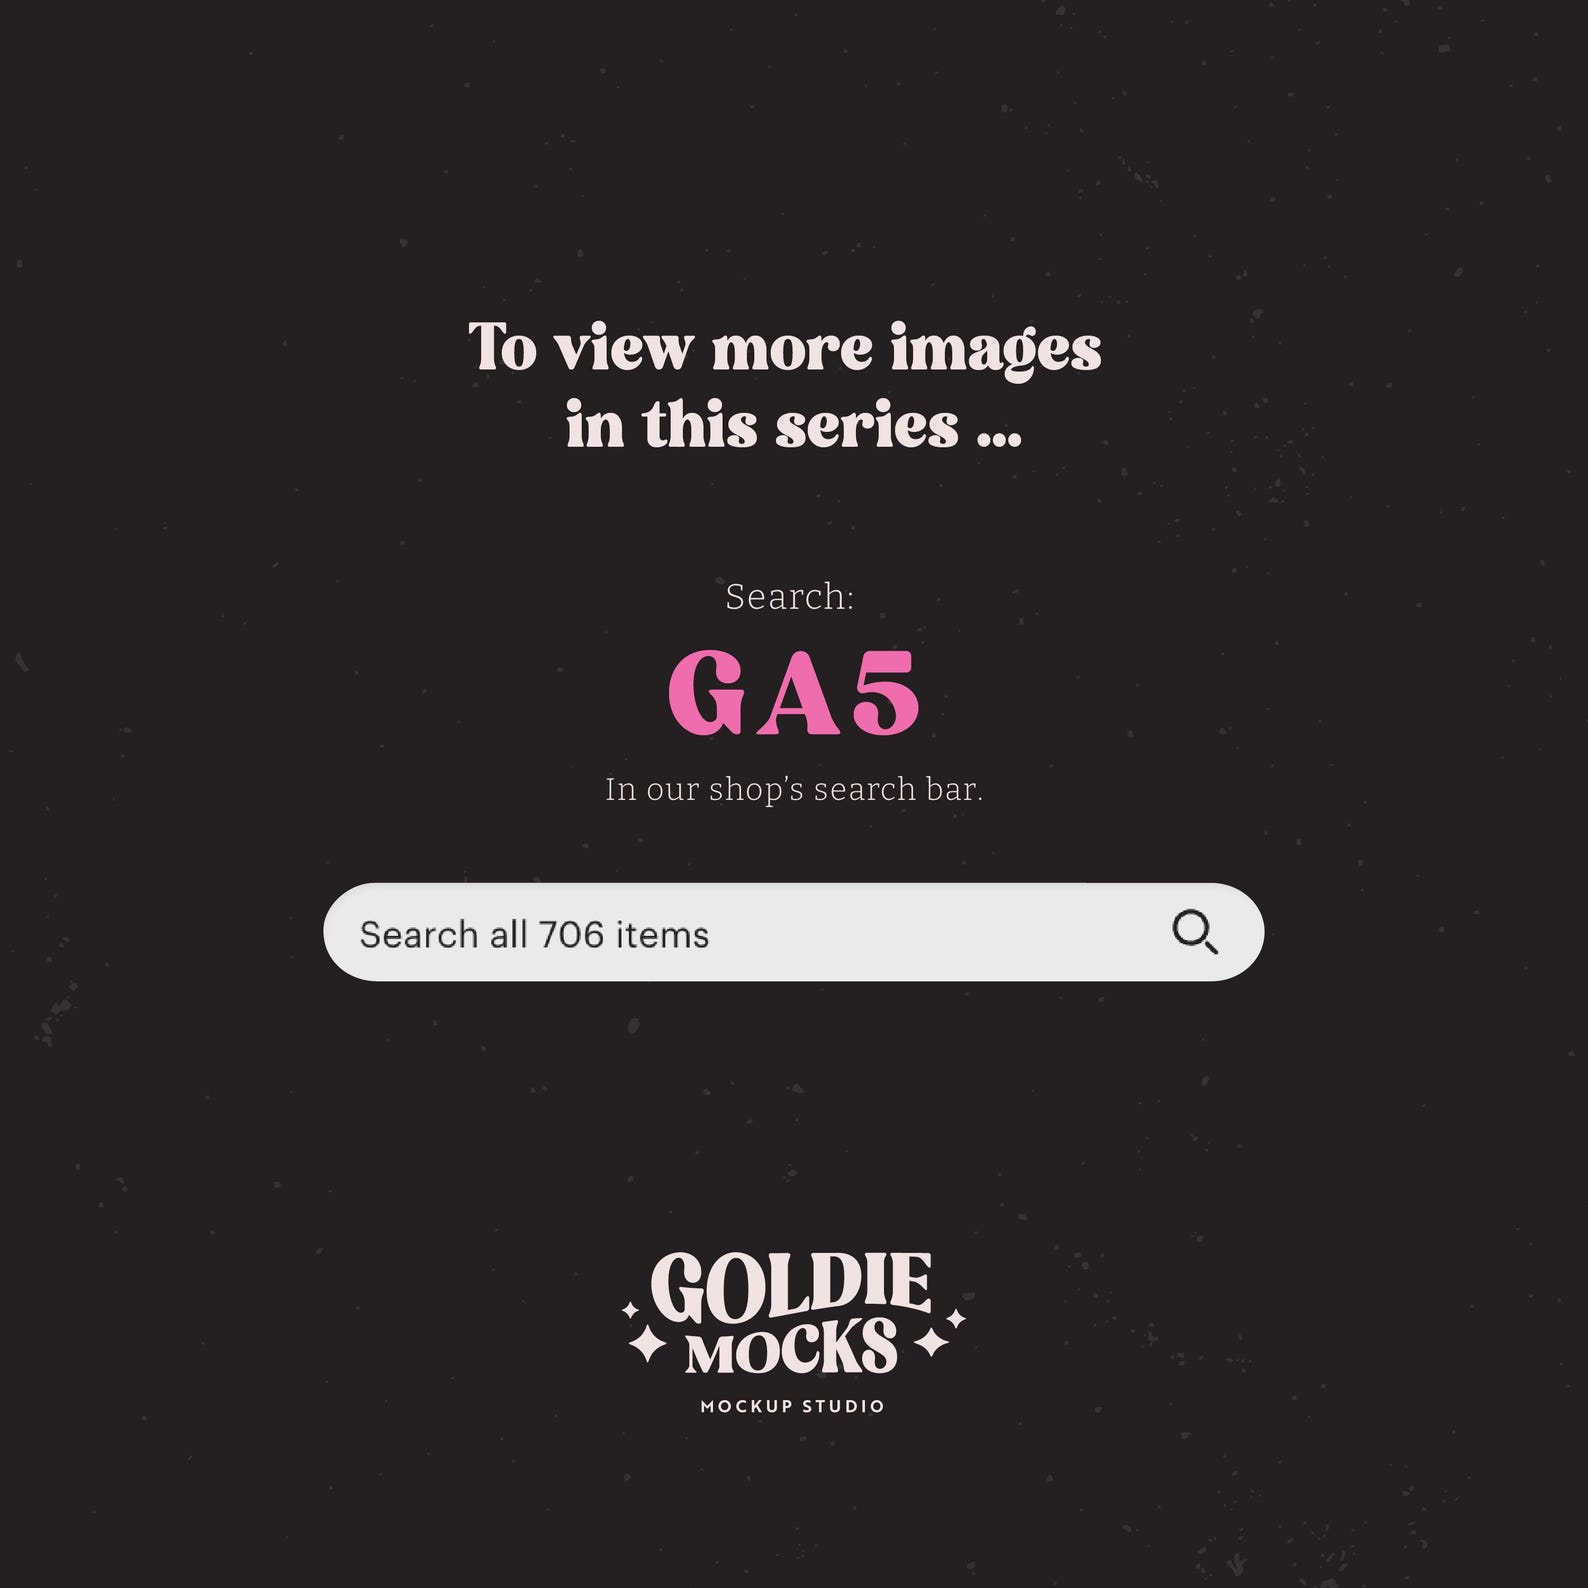 To view more images
in this series ...
Search:
GA5
In our shop's search bar.
Search all 706 items
GOLDIE
MOCKS
MOCKUP STUDIO